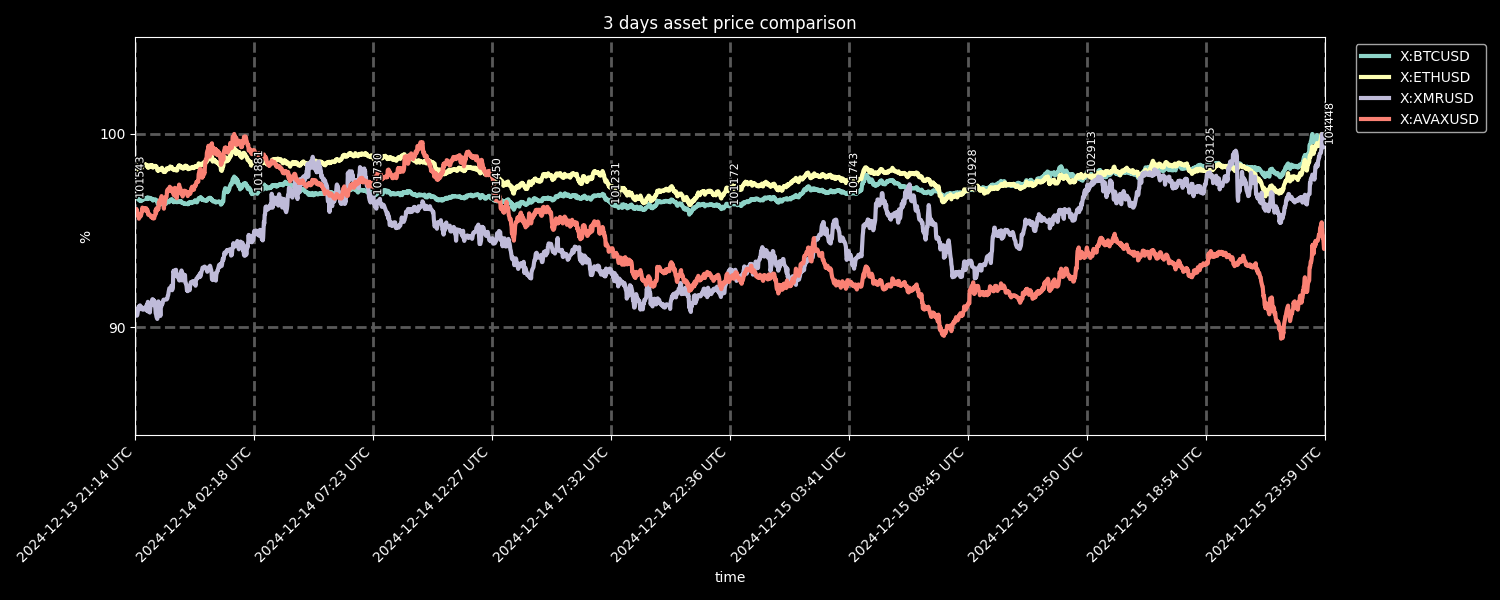 3 days asset price comparison
X:BTCUSD
X:ETHUSD
X:XMRUSD
X:AVAXUSD
100
90
%
101543
101881
101730
101450
101231
101172
101743
101928
102913
103125
104448
2024-12-13 21:14 UTC
2024-12-14 02:18 UTC
2024-12-14 07:23 UTC
2024-12-14 12:27 UTC
2024-12-14 17:32 UTC
2024-12-14 22:36 UTC
2024-12-15 03:41 UTC
2024-12-15 08:45 UTC
2024-12-15 13:50 UTC
2024-12-15 18:54 UTC
2024-12-15 23:59 UTC
time